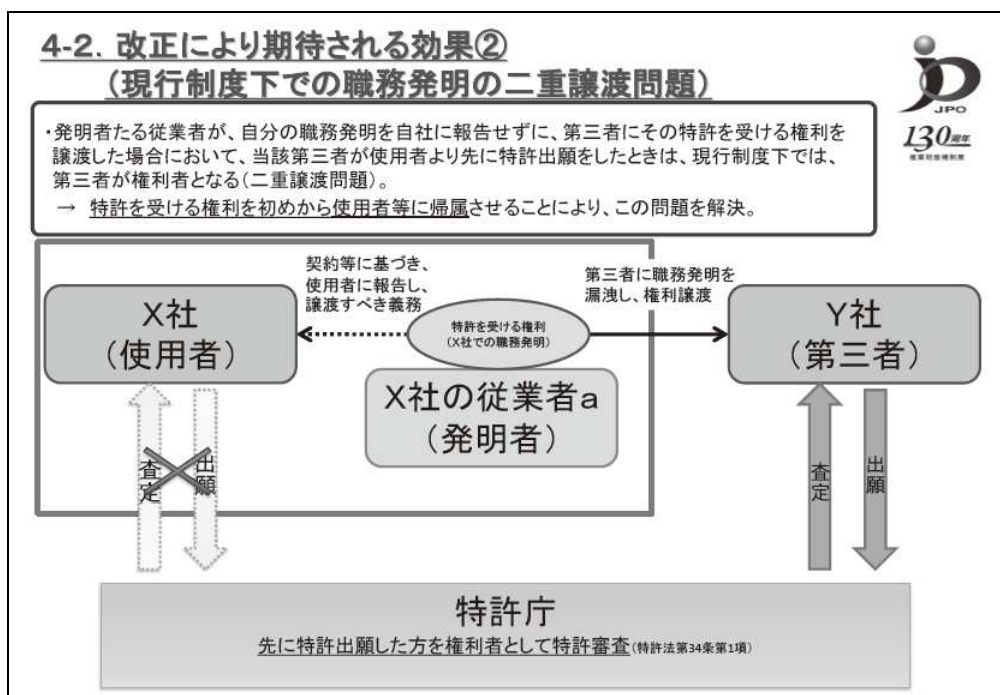 4-2. 改正により期待される効果②
(現行制度下での職務発明の二重譲渡問題)
JPO
130周年
産業財産権制度
・発明者たる従業者が、自分の職務発明を自社に報告せずに、第三者にその特許を受ける権利を
譲渡した場合において、当該第三者が使用者より先に特許出願をしたときは、現行制度下では、
第三者が権利者となる(二重譲渡問題)。
→ 特許を受ける権利を初めから使用者等に帰属させることにより、この問題を解決。
契約等に基づき、
使用者に報告し、
譲渡すべき義務
第三者に職務発明を
漏洩し、権利譲渡
X社
(使用者)
特許を受ける権利
(X社での職務発明)
Y社
(第三者)
X社の従業者a
(発明者)
査定
出願
査定
出願
特許庁
先に特許出願した方を権利者として特許審査(特許法第34条第1項)